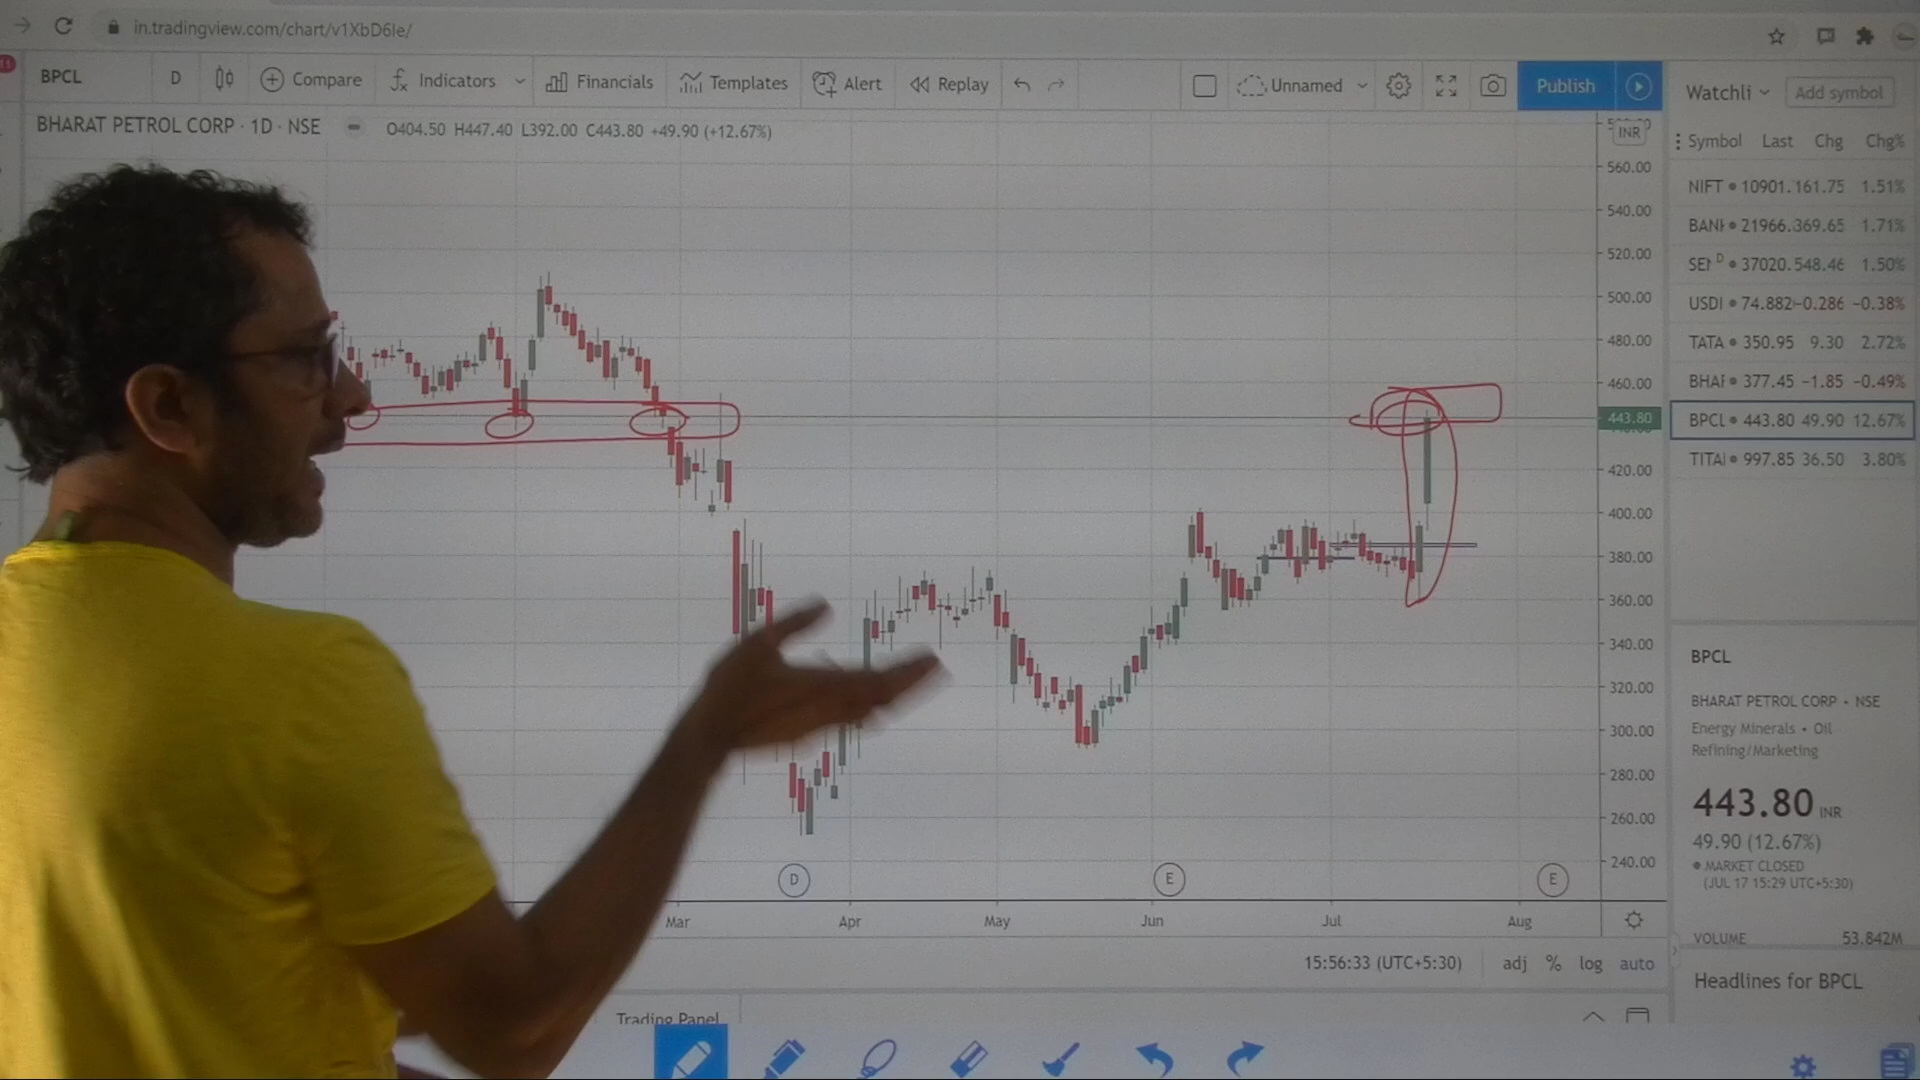 in.tradingview.com/chart/v1XbD6Ie/
11
BPCL D Compare Indicators Financials Templates Alert Replay Unnamed Publish
BHARAT PETROL CORP · 1D · NSE O404.50 H447.40 L392.00 C443.80 +49.90 (+12.67%)
INR
560.00
540.00
520.00
500.00
480.00
460.00
443.80
420.00
400.00
380.00
360.00
340.00
320.00
300.00
280.00
260.00
240.00
D E E
Mar Apr May Jun Jul Aug
15:56:33 (UTC+5:30) adj % log auto
Trading Panel
Watchli Add symbol
Symbol Last Chg Chg%
NIFT 10901. 161.75 1.51%
BANK 21966. 369.65 1.71%
SEN D 37020. 548.46 1.50%
USDI 74.882 -0.286 -0.38%
TATA 350.95 9.30 2.72%
BHAR 377.45 -1.85 -0.49%
BPCL 443.80 49.90 12.67%
TITA 997.85 36.50 3.80%
BPCL
BHARAT PETROL CORP • NSE
Energy Minerals • Oil
Refining/Marketing
443.80 INR
49.90 (12.67%)
MARKET CLOSED
(JUL 17 15:29 UTC+5:30)
VOLUME 53.842M
Headlines for BPCL